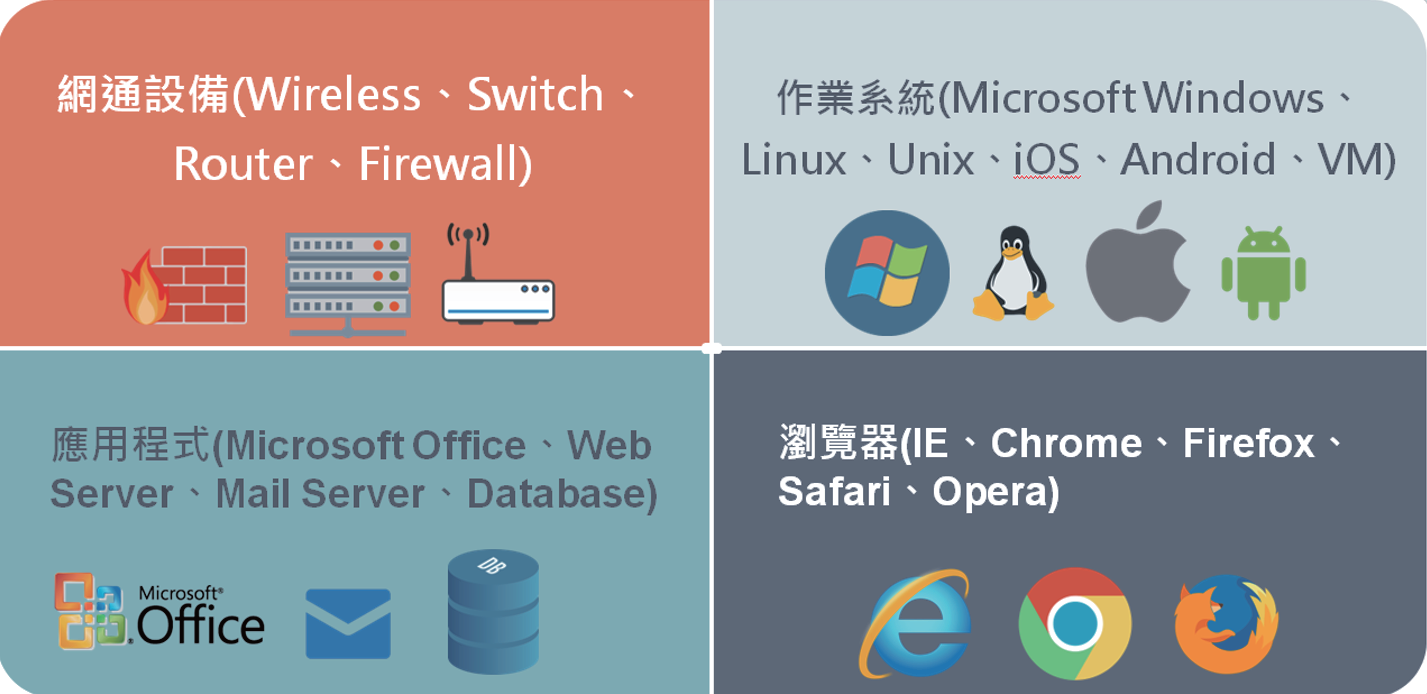 網通設備(Wireless、Switch、
Router、Firewall)
作業系統(Microsoft Windows、
Linux、Unix、iOS、Android、VM)
應用程式(Microsoft Office、Web
Server、Mail Server、Database)
Microsoft®
Office
DB
瀏覽器(IE、Chrome、Firefox、
Safari、Opera)